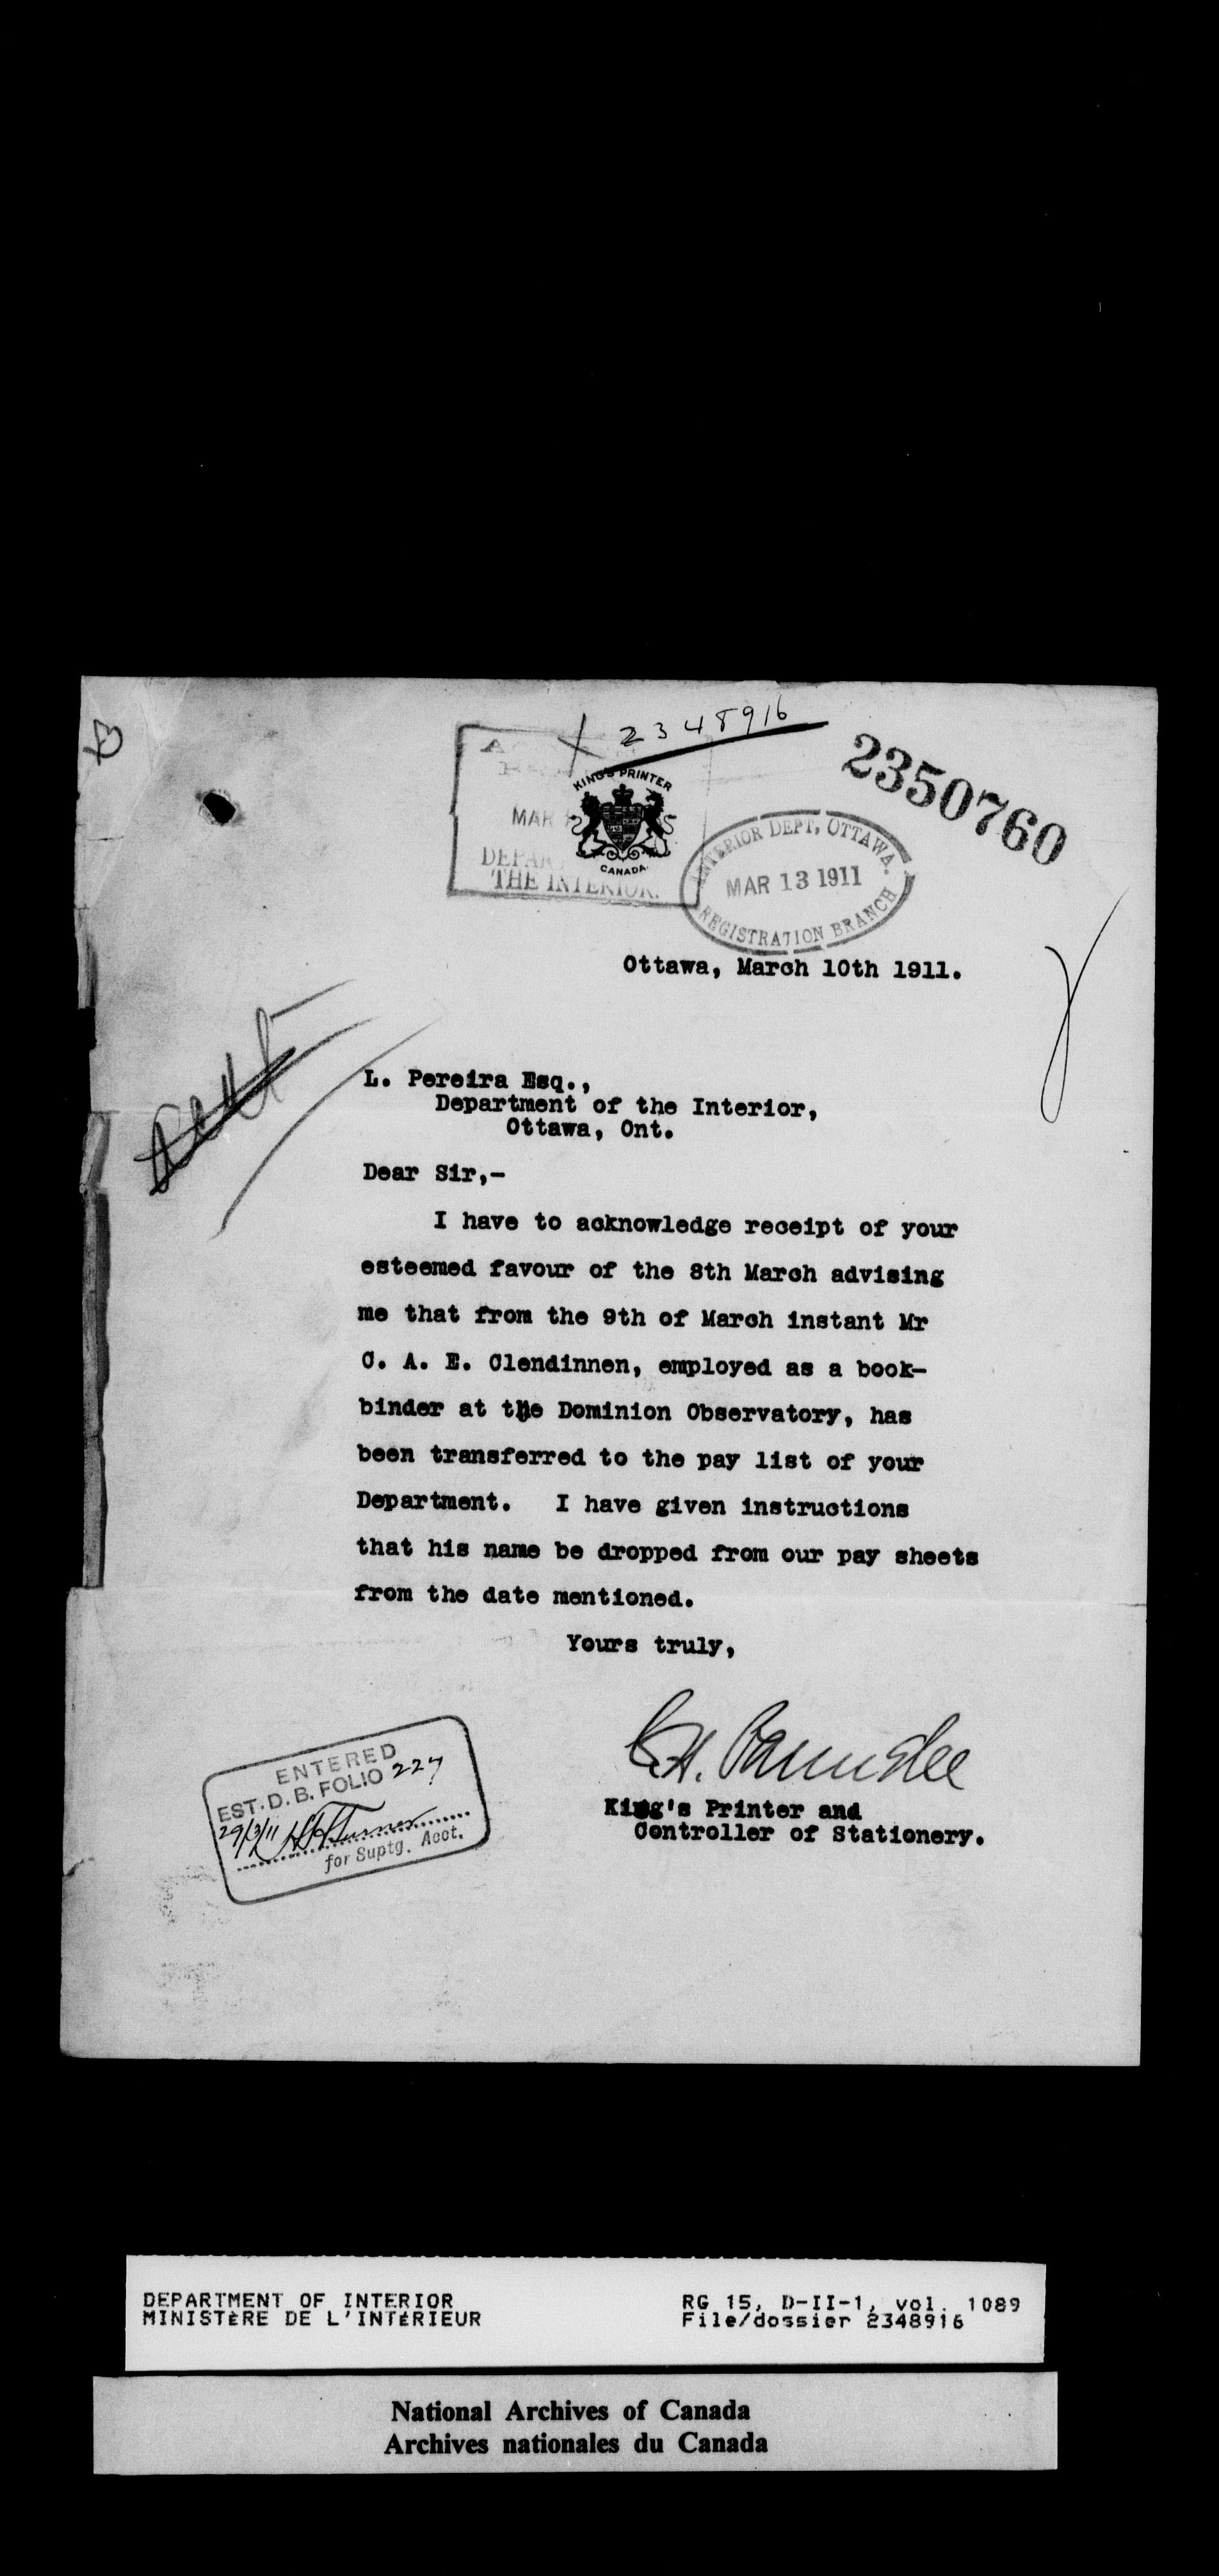 2348916
2350760
KING'S PRINTER
CANADA
MAR
THE INTERIOR.
INTERIOR DEPT, OTTAWA.
MAR 13 1911
REGISTRATION BRANCH
Ottawa, March 10th 1911.
L. Pereira Esq.,
Department of the Interior,
Ottawa, Ont.
Dear Sir,-
I have to acknowledge receipt of your
esteemed favour of the 8th March advising
me that from the 9th of March instant Mr
C. A. E. Clendinnen, employed as a book-
binder at the Dominion Observatory, has
been transferred to the pay list of your
Department. I have given instructions
that his name be dropped from our pay sheets
from the date mentioned.
Yours truly,
King's Printer and
Controller of Stationery.
ENTERED
EST. D. B. FOLIO 227
29/3/11
for Suptg. Acct.
DEPARTMENT OF INTERIOR
MINISTÈRE DE L'INTÉRIEUR
RG 15, D-II-1, vol. 1089
File/dossier 2348916
National Archives of Canada
Archives nationales du Canada